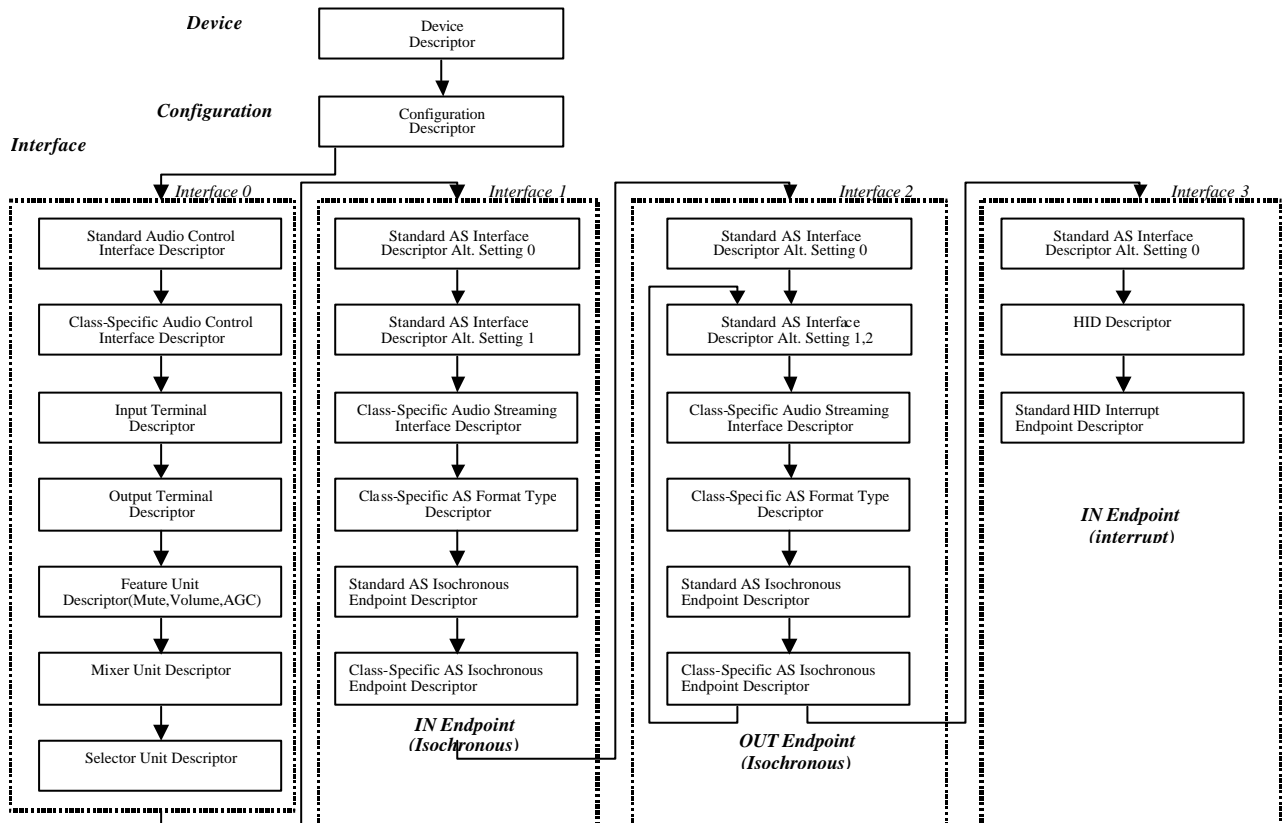 Device
Device
Descriptor
Configuration
Configuration
Descriptor
Interface
Interface 0
Standard Audio Control
Interface Descriptor
Class-Specific Audio Control
Interface Descriptor
Input Terminal
Descriptor
Output Terminal
Descriptor
Feature Unit
Descriptor(Mute,Volume,AGC)
Mixer Unit Descriptor
Selector Unit Descriptor
Interface 1
Standard AS Interface
Descriptor Alt. Setting 0
Standard AS Interface
Descriptor Alt. Setting 1
Class-Specific Audio Streaming
Interface Descriptor
Class-Specific AS Format Type
Descriptor
Standard AS Isochronous
Endpoint Descriptor
Class-Specific AS Isochronous
Endpoint Descriptor
IN Endpoint
(Isochronous)
Interface 2
Standard AS Interface
Descriptor Alt. Setting 0
Standard AS Interface
Descriptor Alt. Setting 1,2
Class-Specific Audio Streaming
Interface Descriptor
Class-Specific AS Format Type
Descriptor
Standard AS Isochronous
Endpoint Descriptor
Class-Specific AS Isochronous
Endpoint Descriptor
OUT Endpoint
(Isochronous)
Interface 3
Standard AS Interface
Descriptor Alt. Setting 0
HID Descriptor
Standard HID Interrupt
Endpoint Descriptor
IN Endpoint
(interrupt)